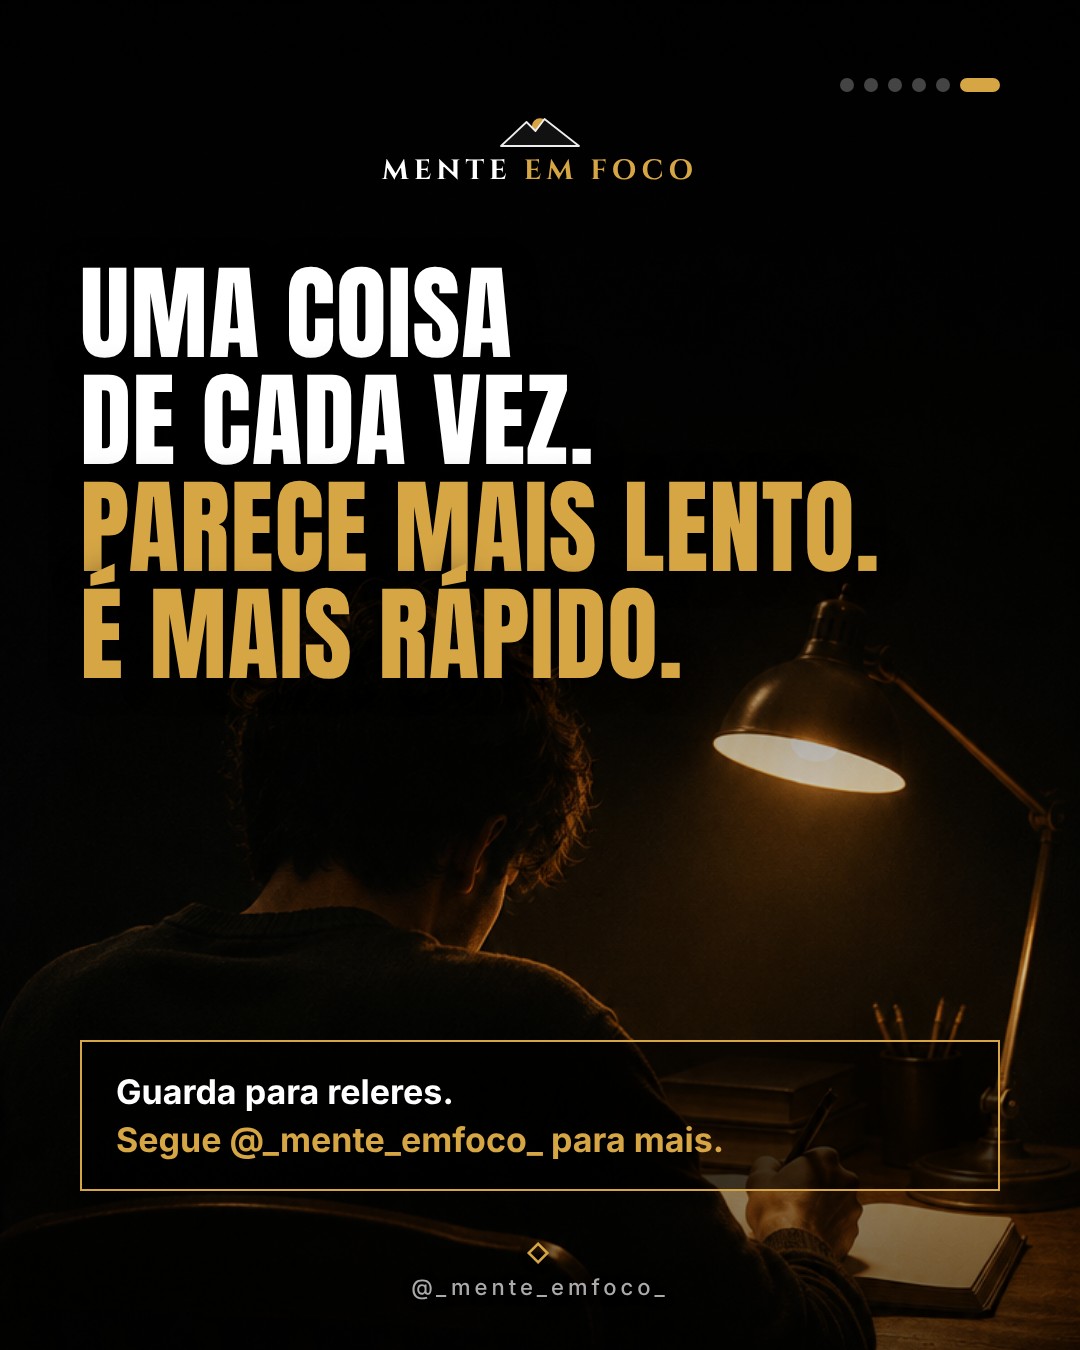 MENTE EM FOCO
UMA COISA
DE CADA VEZ.
PARECE MAIS LENTO.
É MAIS RÁPIDO.
Guarda para releres.
Segue @_mente_emfoco_ para mais.
@_mente_emfoco_